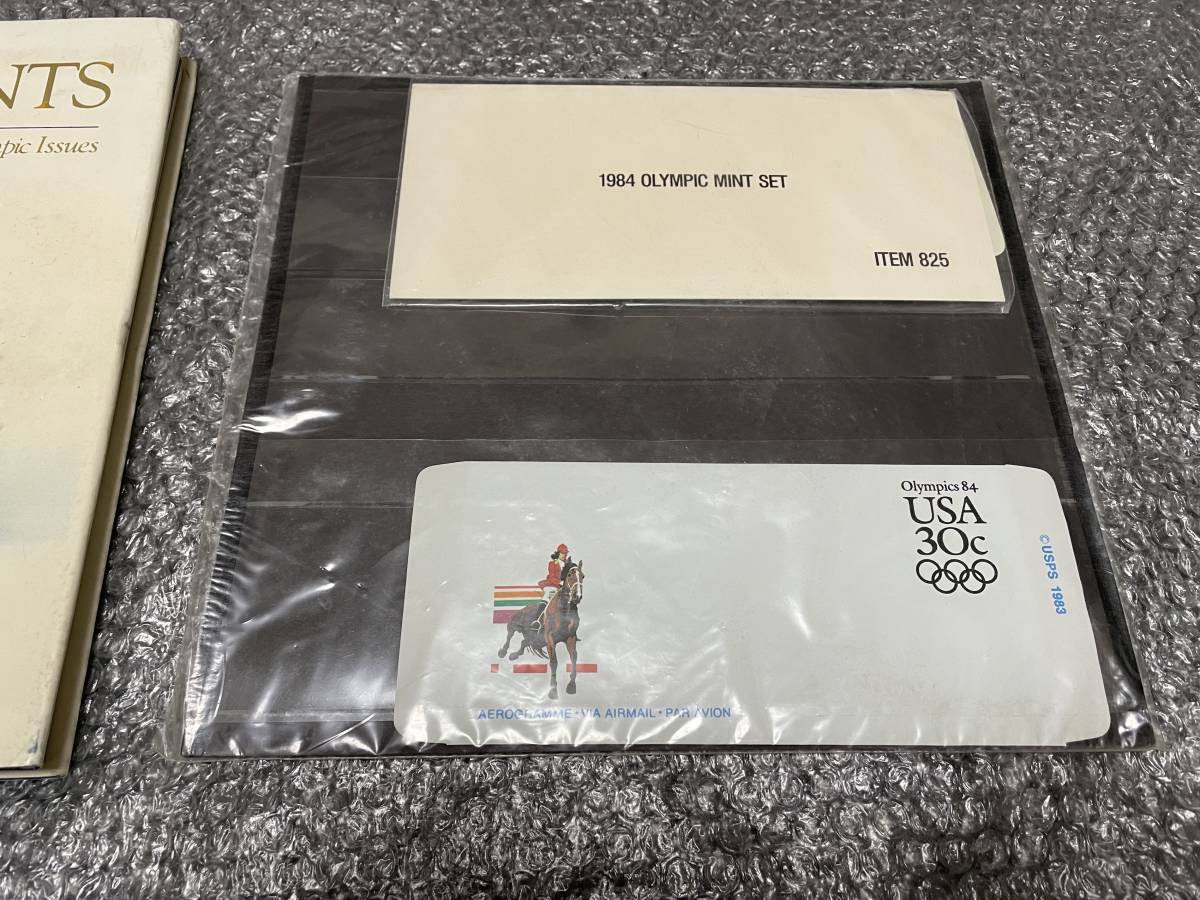 NTS
pic Issues
1984 OLYMPIC MINT SET
ITEM 825
Olympics 84
USA
30c
© USPS 1983
AEROGRAMME • VIA AIRMAIL • PAR AVION